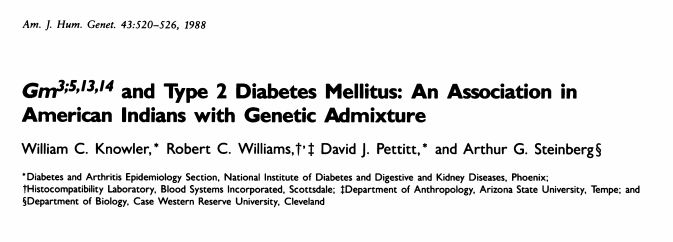 Am. J. Hum. Genet. 43:520–526, 1988
Gm3;5,13,14 and Type 2 Diabetes Mellitus: An Association in
American Indians with Genetic Admixture
William C. Knowler,* Robert C. Williams,†,‡ David J. Pettitt,* and Arthur G. Steinberg§
*Diabetes and Arthritis Epidemiology Section, National Institute of Diabetes and Digestive and Kidney Diseases, Phoenix;
†Histocompatibility Laboratory, Blood Systems Incorporated, Scottsdale; ‡Department of Anthropology, Arizona State University, Tempe; and
§Department of Biology, Case Western Reserve University, Cleveland